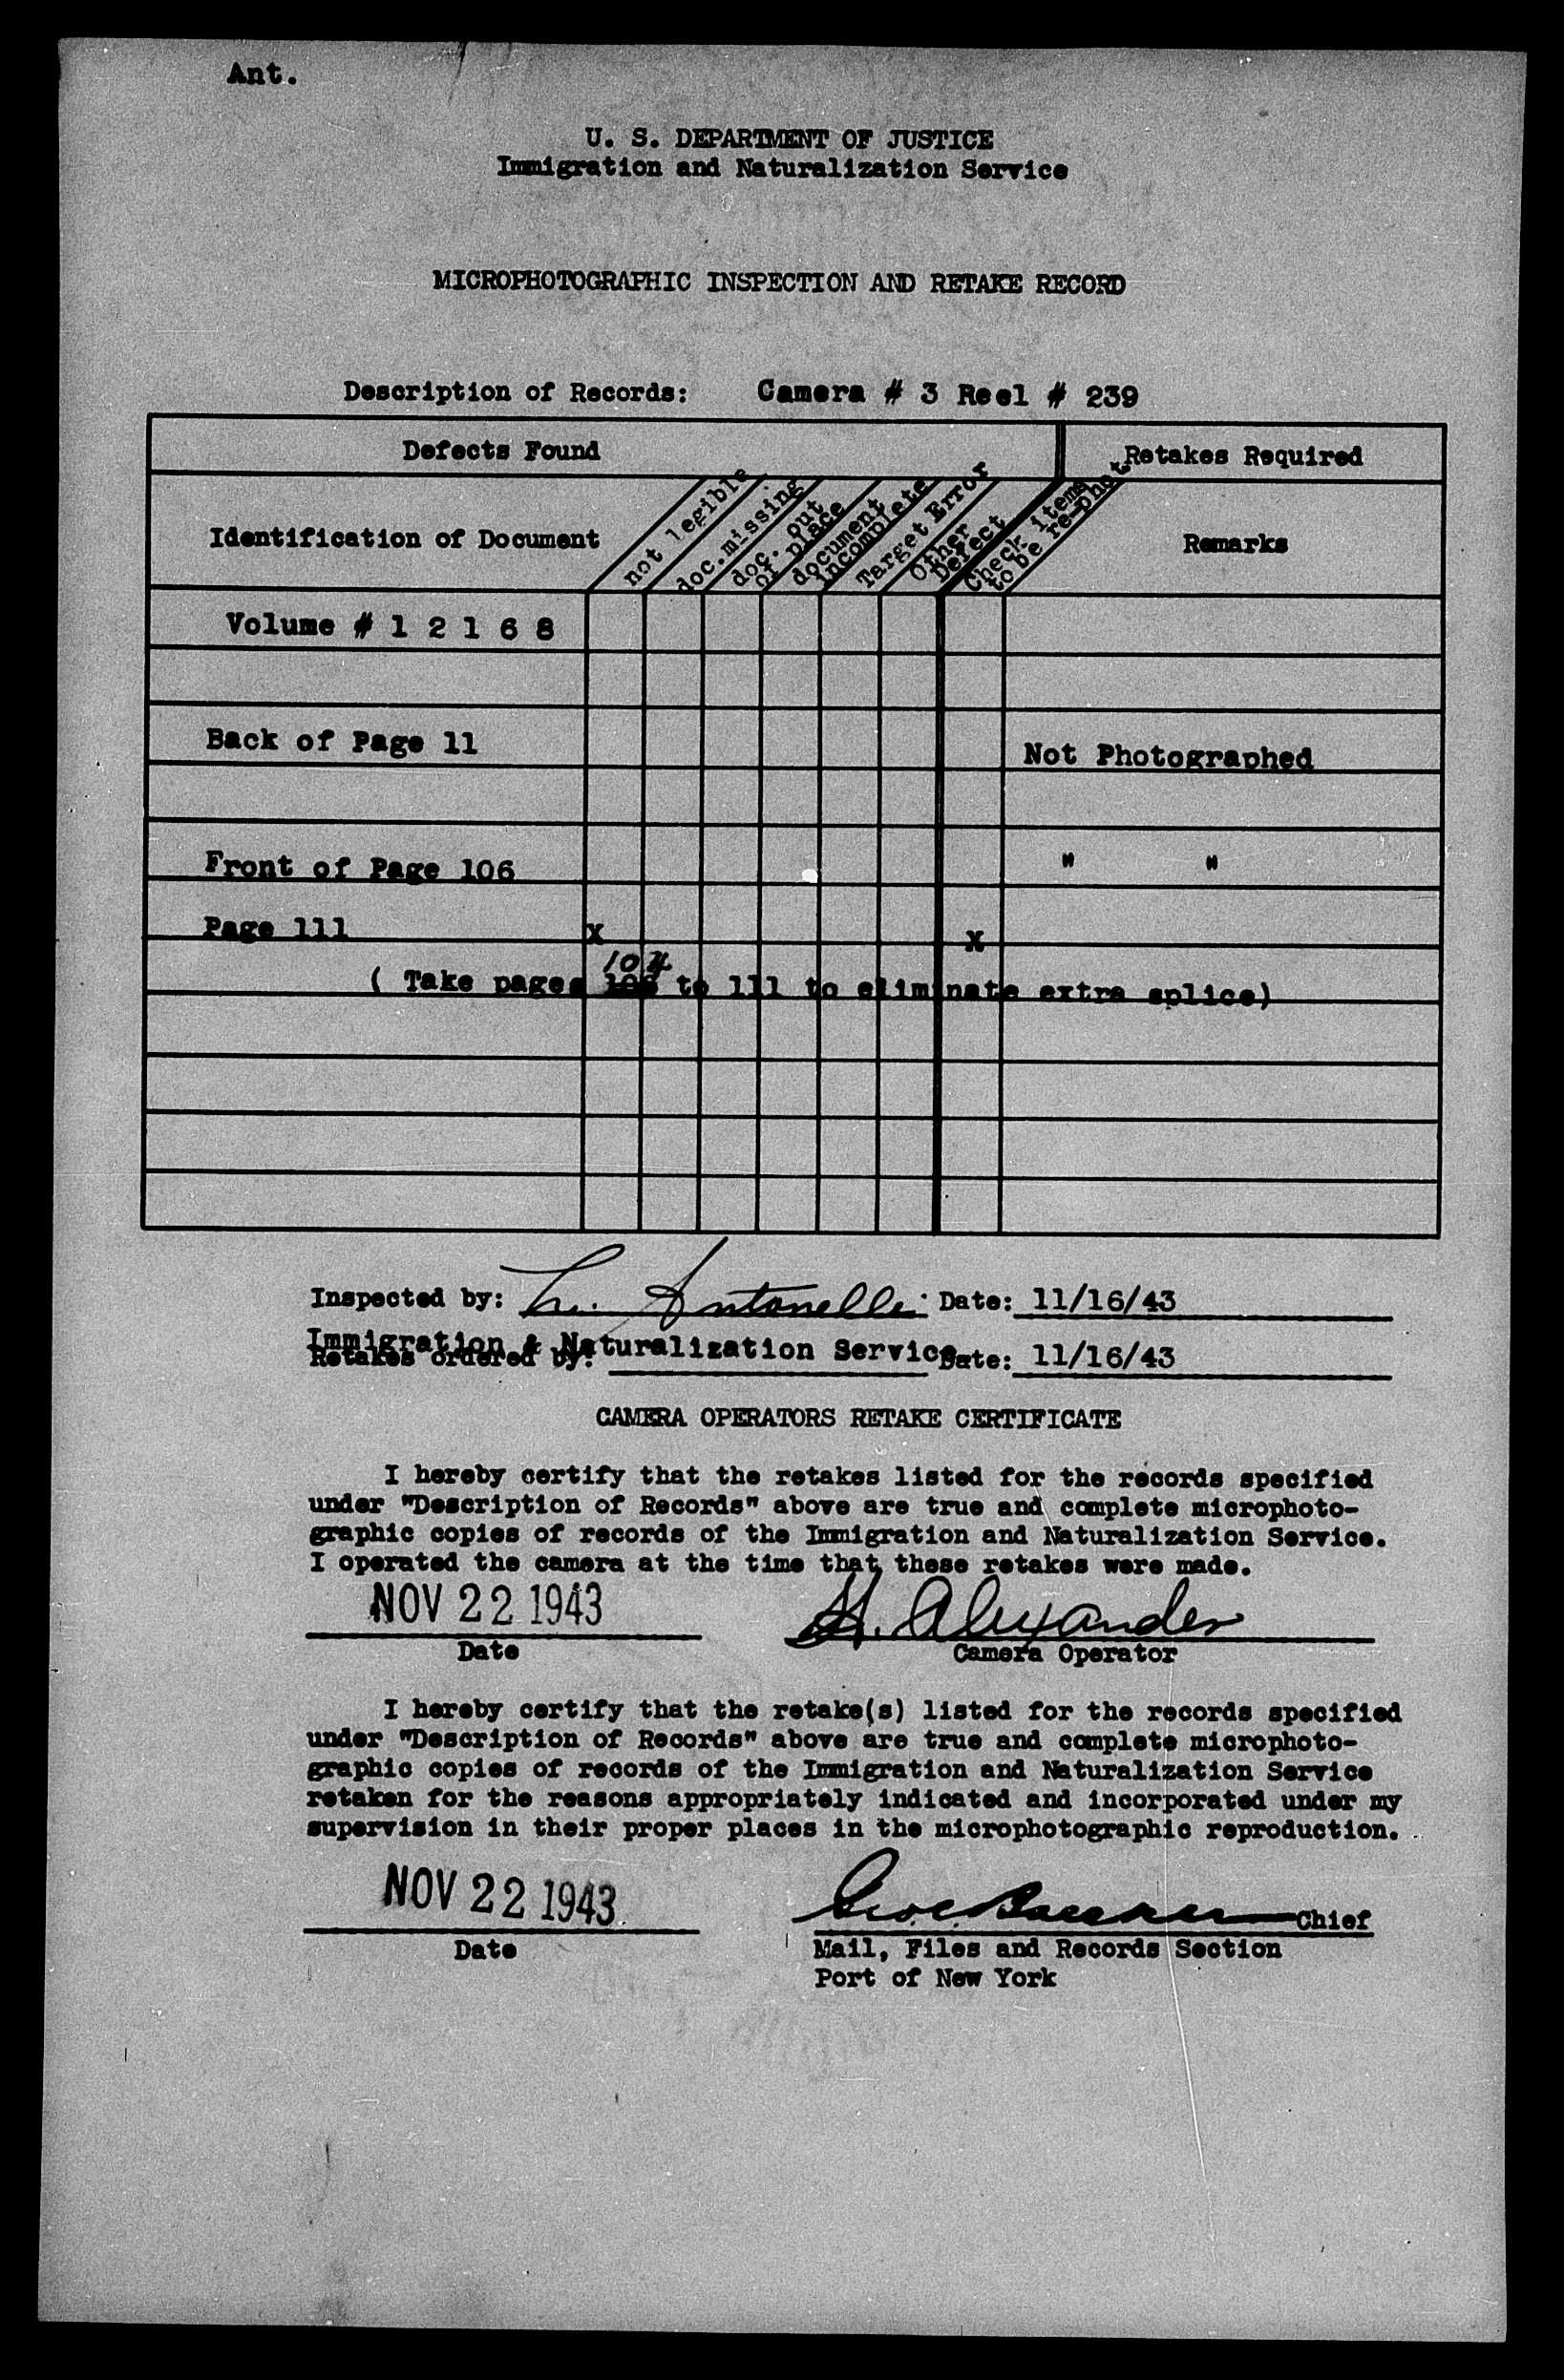 Ant.
U. S. DEPARTMENT OF JUSTICE
Immigration and Naturalization Service
MICROPHOTOGRAPHIC INSPECTION AND RETAKE RECORD
Description of Records: Camera # 3 Reel # 239
Defects Found
Retakes Required
Identification of Document
not legible
doc.missing
doc. out
of place
document
incomplete
Target Error
Other
Defect
Check items
to be re-phot
Remarks
Volume # 1 2 1 6 8
Back of Page 11 Not Photographed
Front of Page 106 " "
Page 111 X X
104
( Take pages 106 to 111 to eliminate extra splice)
Inspected by: L. Antonelli Date: 11/16/43
Immigration & Naturalization Service
Retakes ordered by: Date: 11/16/43
CAMERA OPERATORS RETAKE CERTIFICATE
I hereby certify that the retakes listed for the records specified
under "Description of Records" above are true and complete microphoto-
graphic copies of records of the Immigration and Naturalization Service.
I operated the camera at the time that these retakes were made.
NOV 22 1943 H. Alexander
Date Camera Operator
I hereby certify that the retake(s) listed for the records specified
under "Description of Records" above are true and complete microphoto-
graphic copies of records of the Immigration and Naturalization Service
retaken for the reasons appropriately indicated and incorporated under my
supervision in their proper places in the microphotographic reproduction.
NOV 22 1943 Chief
Date Mail, Files and Records Section
Port of New York